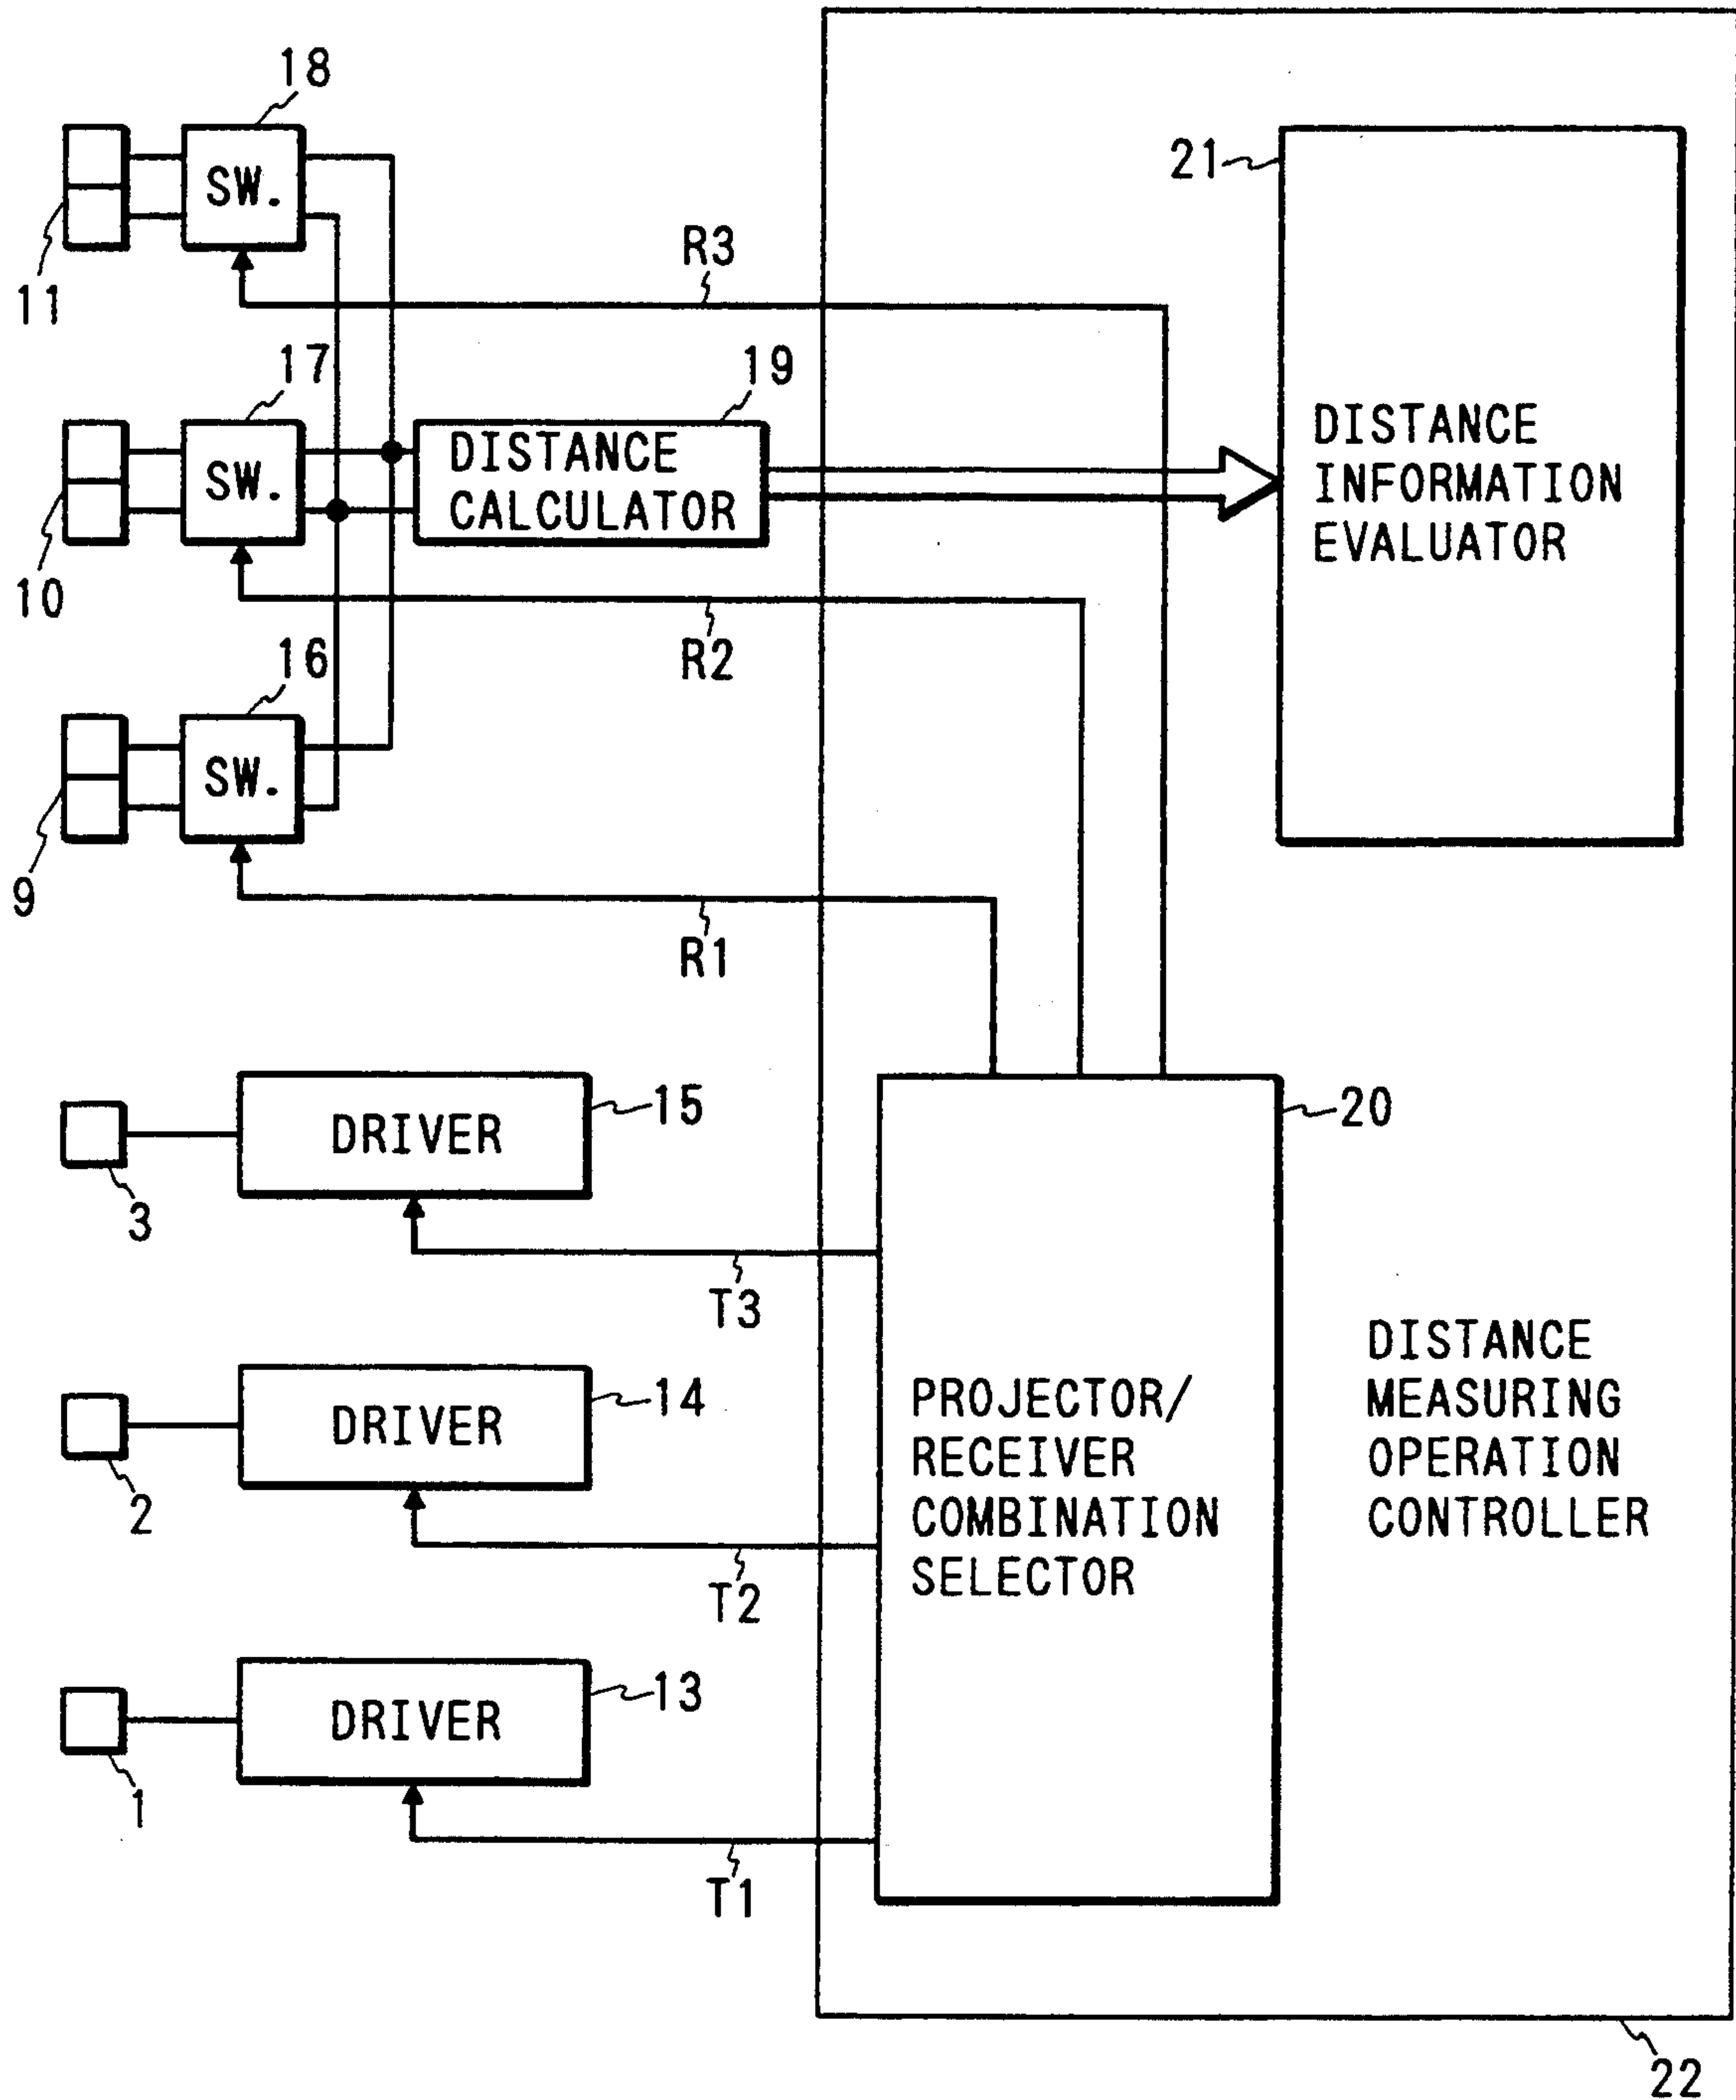 18
SW.
11
R3
21
17
19
SW.
DISTANCE
CALCULATOR
10
R2
DISTANCE
INFORMATION
EVALUATOR
16
SW.
9
R1
15
DRIVER
3
T3
20
14
DRIVER
2
T2
PROJECTOR/
RECEIVER
COMBINATION
SELECTOR
DISTANCE
MEASURING
OPERATION
CONTROLLER
13
DRIVER
1
T1
22